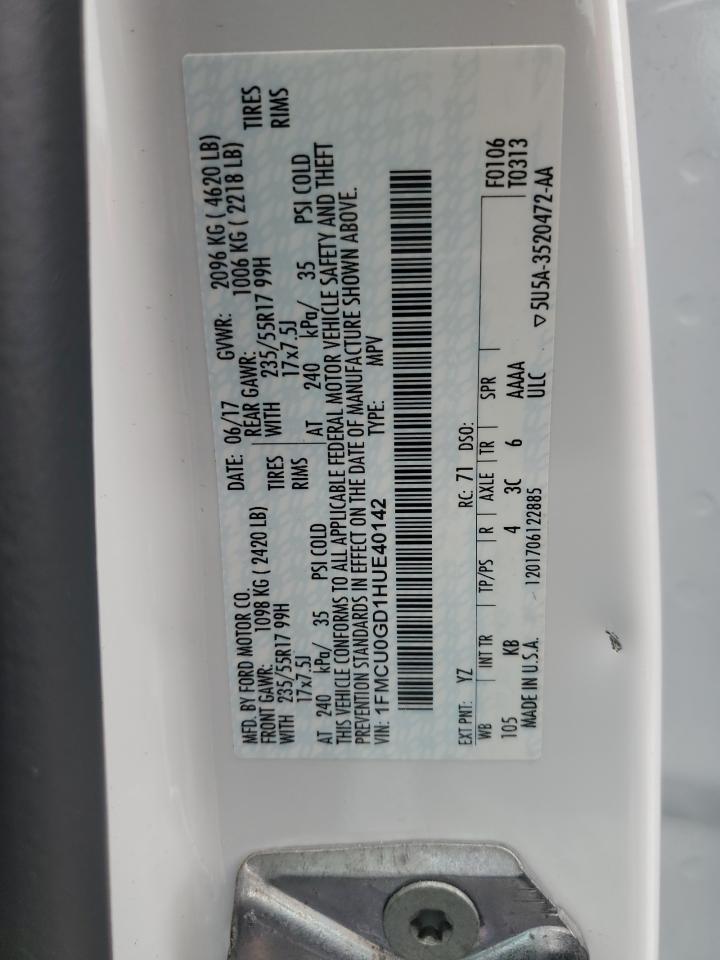 MFD. BY FORD MOTOR CO.
DATE: 06/17 GVWR: 2096 KG ( 4620 LB)
FRONT GAWR: 1098 KG ( 2420 LB) REAR GAWR: 1006 KG ( 2218 LB)
WITH 235/55R17 99H TIRES WITH 235/55R17 99H TIRES
17x7.5J RIMS 17x7.5J RIMS
AT 240 kPa/ 35 PSI COLD AT 240 kPa/ 35 PSI COLD
THIS VEHICLE CONFORMS TO ALL APPLICABLE FEDERAL MOTOR VEHICLE SAFETY AND THEFT
PREVENTION STANDARDS IN EFFECT ON THE DATE OF MANUFACTURE SHOWN ABOVE.
VIN: 1FMCU0GD1HUE40142 TYPE: MPV
EXT PNT: YZ RC: 71 DSO: F0106
WB INT TR TP/PS R AXLE TR SPR T0313
105 KB 4 3C 6 AAAA
MADE IN U.S.A. 1201706122885 ULC ▽5U5A-3520472-AA